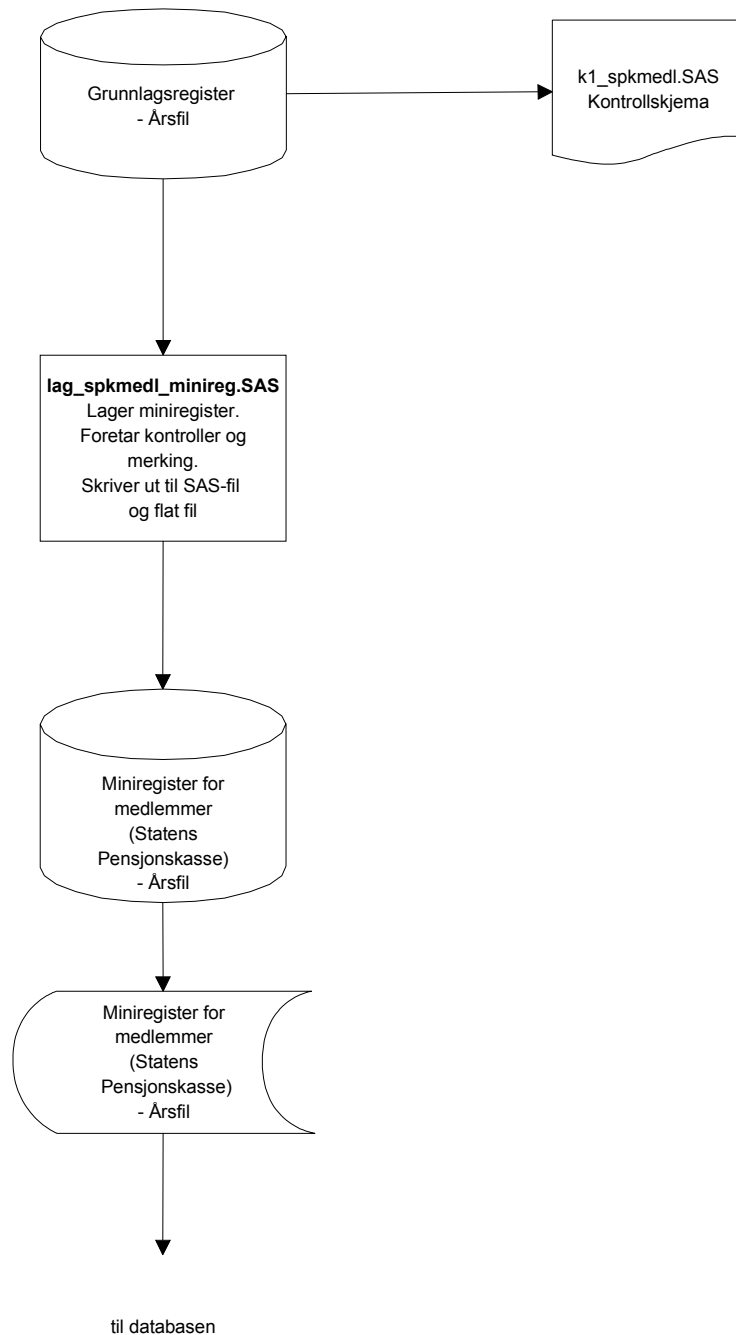 Grunnlagsregister
- Årsfil
k1_spkmedl.SAS
Kontrollskjema
lag_spkmedl_minireg.SAS
Lager miniregister.
Foretar kontroller og
merking.
Skriver ut til SAS-fil
og flat fil
Miniregister for
medlemmer
(Statens
Pensjonskasse)
- Årsfil
Miniregister for
medlemmer
(Statens
Pensjonskasse)
- Årsfil
til databasen